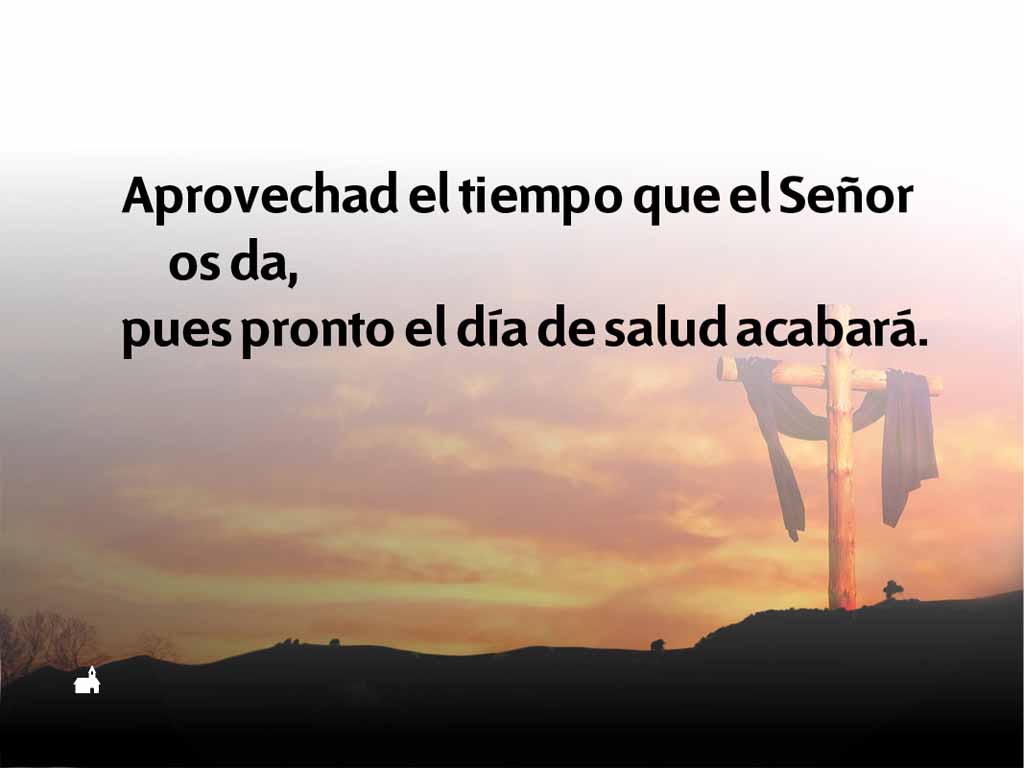 Aprovechad el tiempo que el Señor
os da,
pues pronto el día de salud acabará.